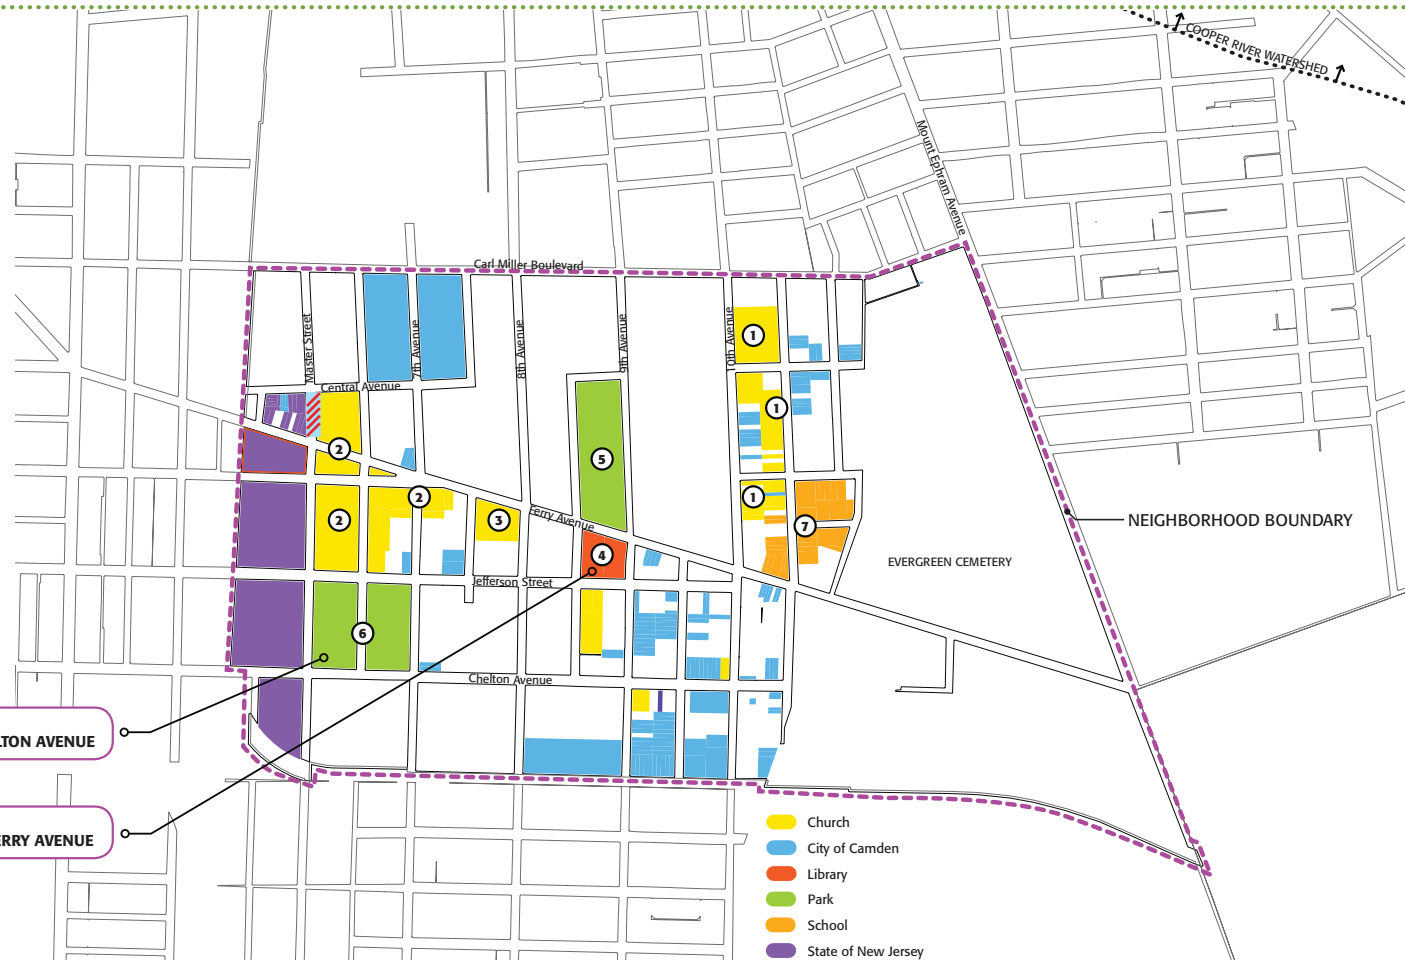 COOPER RIVER WATERSHED
Mount Ephram Avenue
Carl Miller Boulevard
Master Street
7th Avenue
8th Avenue
9th Avenue
10th Avenue
1
Central Avenue
1
2
5
2
1
2
3
Ferry Avenue
7
NEIGHBORHOOD BOUNDARY
4
EVERGREEN CEMETERY
Jefferson Street
6
Chelton Avenue
LTON AVENUE
ERRY AVENUE
Church
City of Camden
Library
Park
School
State of New Jersey